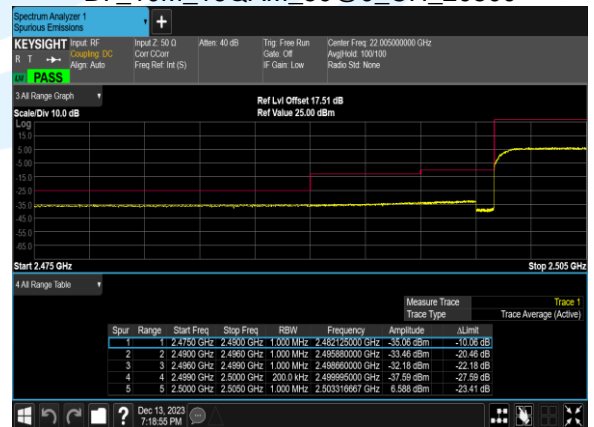 Spectrum Analyzer 1
Spurious Emissions
+
KEYSIGHT Input: RF Input Z: 50 Ω Atten: 40 dB Trig: Free Run Center Freq: 22.005000000 GHz
R T Coupling: DC Corr CCorr Gate: Off Avg|Hold: 100/100
Align: Auto Freq Ref: Int (S) IF Gain: Low Radio Std: None
LV PASS
3 All Range Graph
Ref Lvl Offset 17.51 dB
Scale/Div 10.0 dB Ref Value 25.00 dBm
Log
15.0
5.00
-5.00
-15.0
-25.0
-35.0
-45.0
-55.0
-65.0
Start 2.475 GHz Stop 2.505 GHz
4 All Range Table
Measure Trace Trace 1
Trace Type Trace Average (Active)
Spur Range Start Freq Stop Freq RBW Frequency Amplitude ΔLimit
1 1 2.4750 GHz 2.4900 GHz 1.000 MHz 2.482125000 GHz -35.06 dBm -10.06 dB
2 2 2.4900 GHz 2.4960 GHz 1.000 MHz 2.495880000 GHz -33.46 dBm -20.46 dB
3 3 2.4960 GHz 2.4990 GHz 1.000 MHz 2.498660000 GHz -32.18 dBm -22.18 dB
4 4 2.4990 GHz 2.5000 GHz 200.0 kHz 2.499995000 GHz -37.59 dBm -27.59 dB
5 5 2.5000 GHz 2.5050 GHz 1.000 MHz 2.503316667 GHz 6.588 dBm -23.41 dB
? Dec 13, 2023
7:18:55 PM